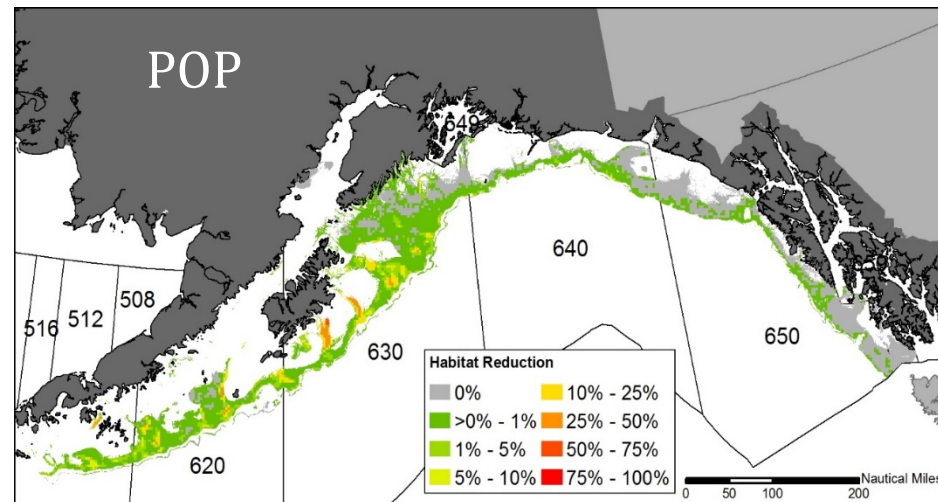 POP
649
640
516
512
508
650
630
620
Habitat Reduction
0%
>0% - 1%
1% - 5%
5% - 10%
10% - 25%
25% - 50%
50% - 75%
75% - 100%
Nautical Miles
0 50 100 200